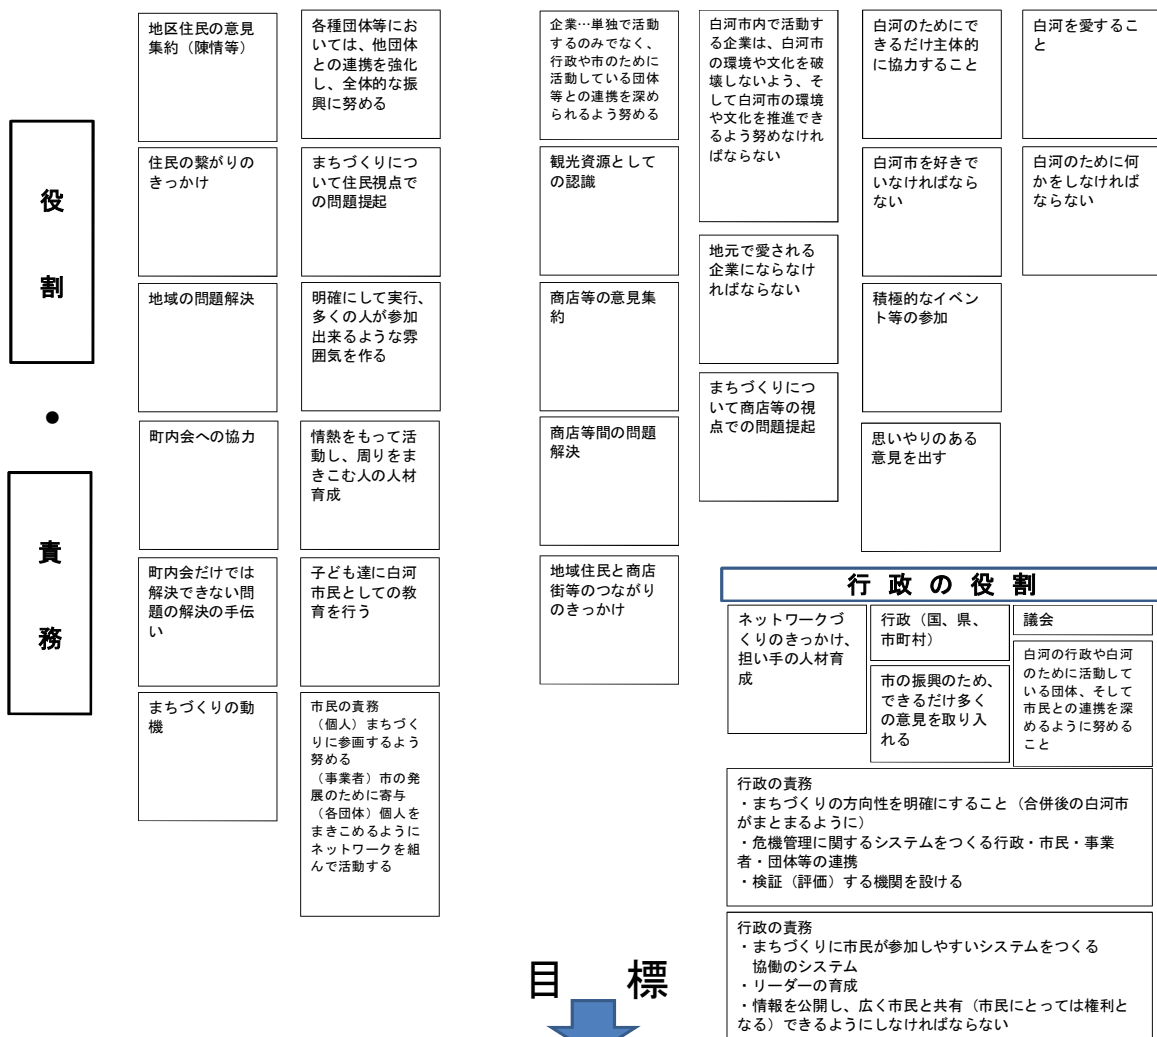 役
割
・
責
務
地区住民の意見
集約（陳情等）
住民の繋がりの
きっかけ
地域の問題解決
町内会への協力
町内会だけでは
解決できない問
題の解決の手伝
い
まちづくりの動
機
各種団体等にお
いては、他団体
との連携を強化
し、全体的な振
興に努める
まちづくりにつ
いて住民視点で
の問題提起
明確にして実行、
多くの人が参加
出来るような雰
囲気を作る
情熱をもって活
動し、周りをま
きこむ人の人材
育成
子ども達に白河
市民としての教
育を行う
市民の責務
（個人）まちづく
りに参画するよう
努める
（事業者）市の発
展のために寄与
（各団体）個人を
まきこめるように
ネットワークを組
んで活動する
企業…単独で活動
するのみでなく、
行政や市のために
活動している団体
等との連携を深め
られるよう努める
観光資源として
の認識
商店等の意見集
約
商店等間の問題
解決
地域住民と商店
街等のつながり
のきっかけ
白河市内で活動す
る企業は、白河市
の環境や文化を破
壊しないよう、そ
して白河市の環境
や文化を推進でき
るよう努めなけれ
ばならない
地元で愛される
企業にならなけ
ればならない
まちづくりにつ
いて商店等の視
点での問題提起
白河のためにで
きるだけ主体的
に協力すること
白河市を好きで
いなければなら
ない
積極的なイベン
ト等の参加
思いやりのある
意見を出す
白河を愛するこ
と
白河のために何
かをしなければ
ならない
行政の役割
ネットワークづ
くりのきっかけ、
担い手の人材育
成
行政（国、県、
市町村）
市の振興のため、
できるだけ多く
の意見を取り入
れる
議会
白河の行政や白河
のために活動して
いる団体、そして
市民との連携を深
めるように努める
こと
行政の責務
・まちづくりの方向性を明確にすること（合併後の白河市
がまとまるように）
・危機管理に関するシステムをつくる行政・市民・事業
者・団体等の連携
・検証（評価）する機関を設ける
行政の責務
・まちづくりに市民が参加しやすいシステムをつくる
協働のシステム
・リーダーの育成
・情報を公開し、広く市民と共有（市民にとっては権利と
なる）できるようにしなければならない
目標